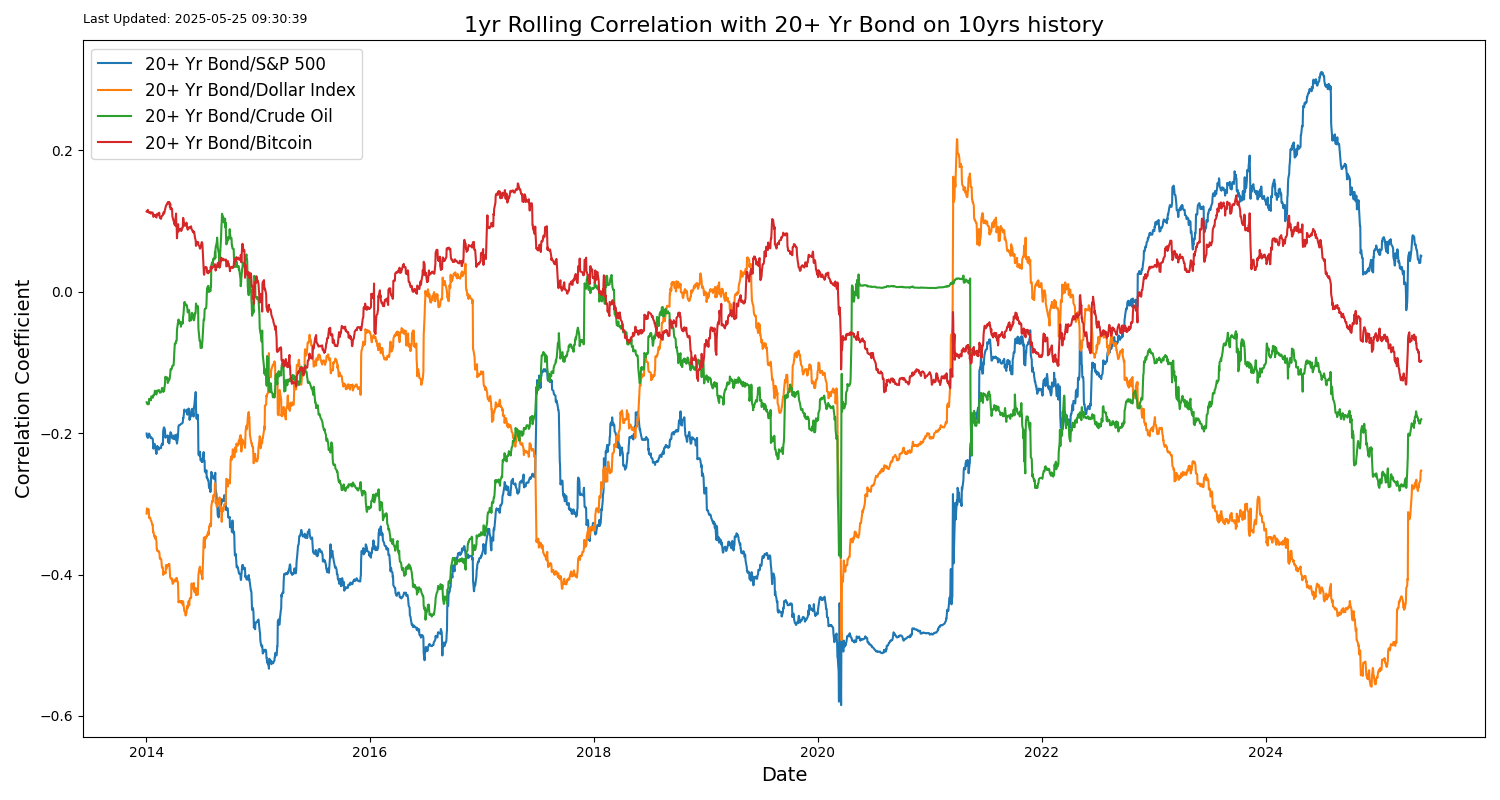 Last Updated: 2025-05-25 09:30:39
1yr Rolling Correlation with 20+ Yr Bond on 10yrs history
20+ Yr Bond/S&P 500
20+ Yr Bond/Dollar Index
20+ Yr Bond/Crude Oil
20+ Yr Bond/Bitcoin
Correlation Coefficient
0.2
0.0
−0.2
−0.4
−0.6
2014 2016 2018 2020 2022 2024
Date